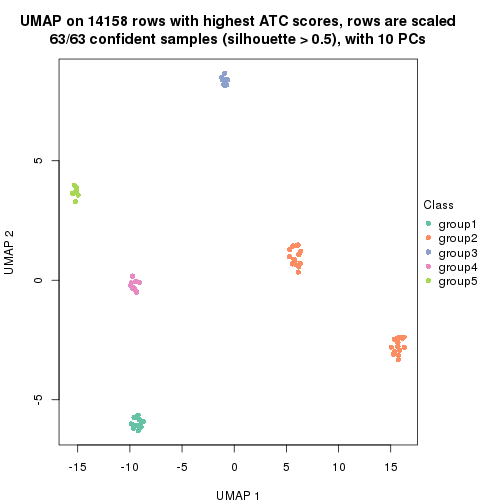 UMAP on 14158 rows with highest ATC scores, rows are scaled
63/63 confident samples (silhouette > 0.5), with 10 PCs
5
0
-5
UMAP 2
-15
-10
-5
0
5
10
15
UMAP 1
Class
group1
group2
group3
group4
group5